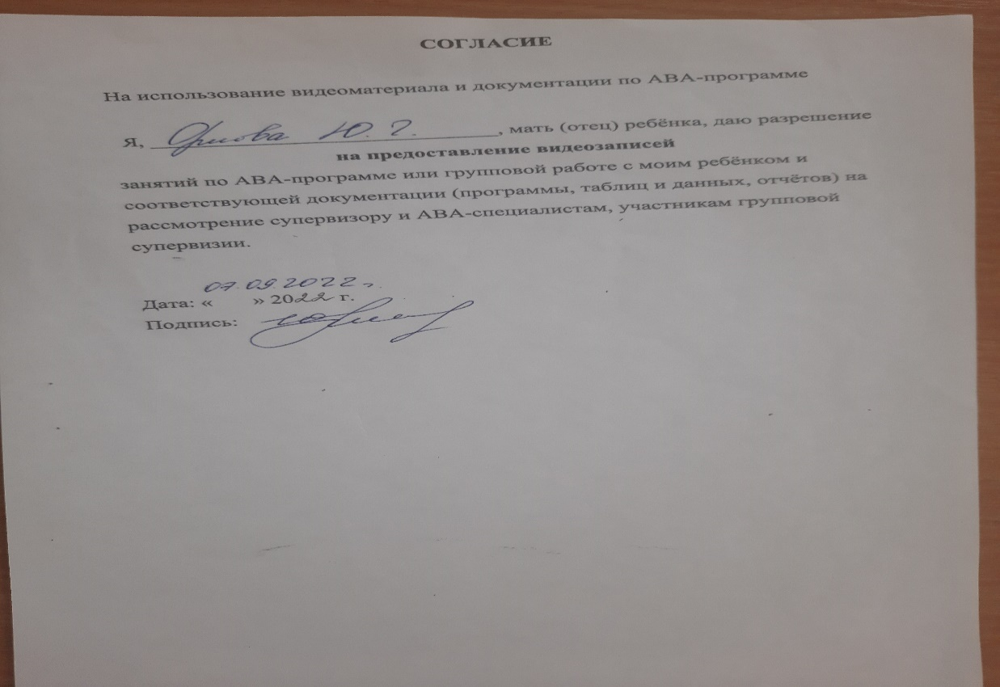 СОГЛАСИЕ
На использование видеоматериала и документации по АВА-программе
Я, Орлова Ю. Г. , мать (отец) ребёнка, даю разрешение
на предоставление видеозаписей
занятий по АВА-программе или групповой работе с моим ребёнком и
соответствующей документации (программы, таблиц и данных, отчётов) на
рассмотрение супервизору и АВА-специалистам, участникам групповой
супервизии.
07.09.2022 г.
Дата: « » 2022 г.
Подпись: